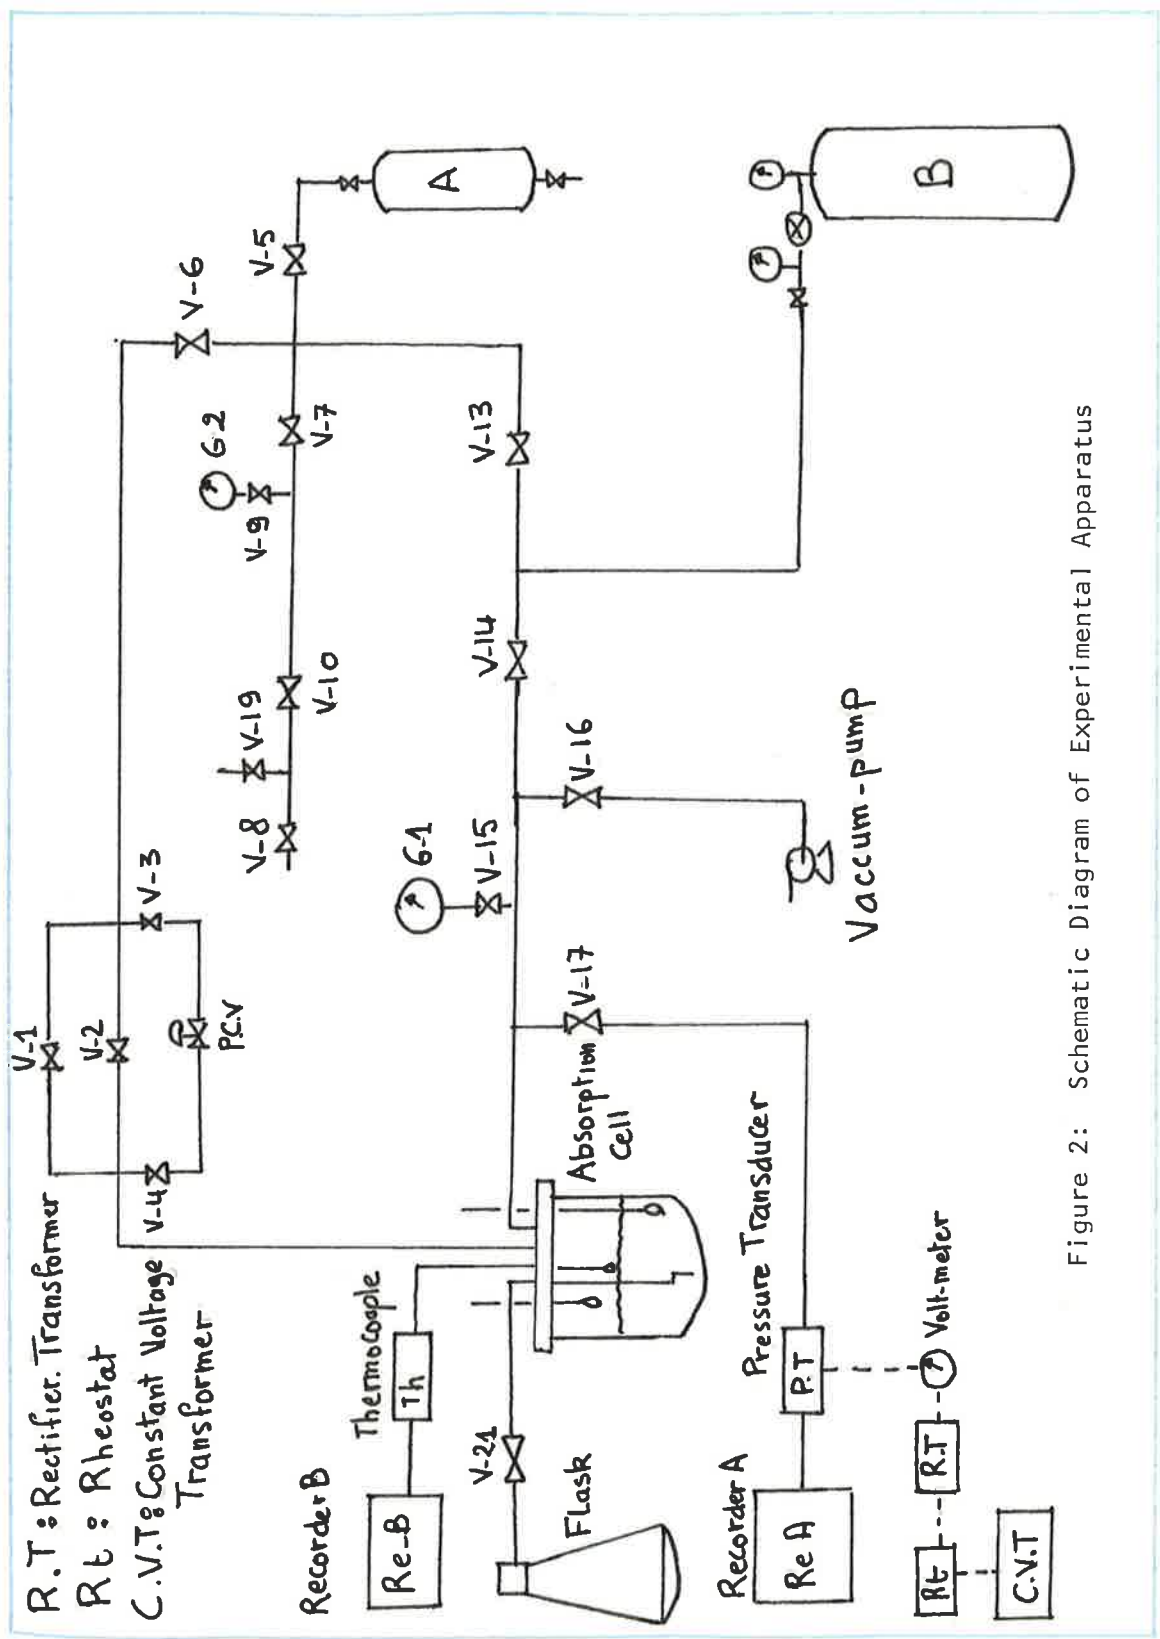 R.T : Rectifier. Transformer
Rt : Rheostat
C.V.T : Constant Voltage
Transformer
V-1
V-2
P.C.V
V-3
V-4
V-6
V-5
A
G-2
V-9
V-7
V-19
V-10
V-8
V-13
V-14
B
G-1
V-15
V-16
Vaccum-pump
V-17
Absorption
Cell
Thermocople
Th
Recorder B
Re-B
V-21
Flask
Pressure Transducer
P.T
Recorder A
Re A
Volt-meter
R.T
Rt
C.V.T
Figure 2: Schematic Diagram of Experimental Apparatus